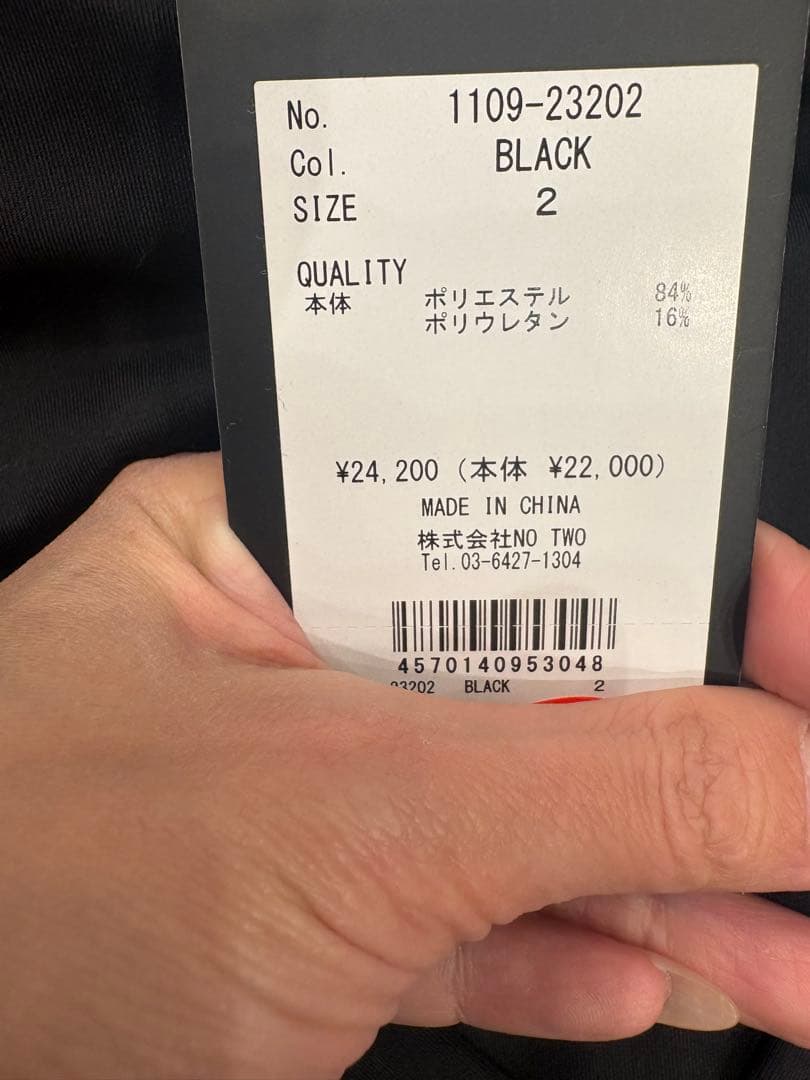 No. 1109-23202
Col. BLACK
SIZE 2
QUALITY
本体 ポリエステル 84%
ポリウレタン 16%
¥24,200 (本体 ¥22,000)
MADE IN CHINA
株式会社NO TWO
Tel.03-6427-1304
4570140953048
23202 BLACK 2